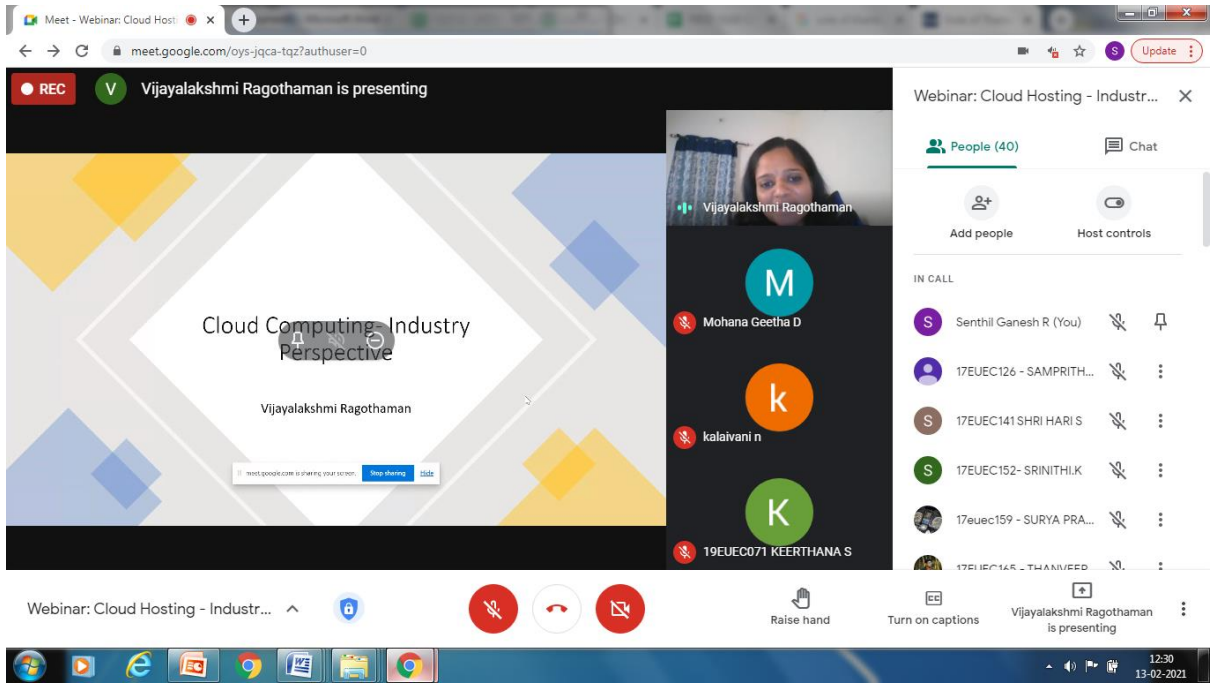 Meet - Webinar: Cloud Host
meet.google.com/oys-jqca-tqz?authuser=0
S
Update
REC
V
Vijayalakshmi Ragothaman is presenting
Cloud Computing- Industry
Perspective
Vijayalakshmi Ragothaman
meet.google.com is sharing your screen.
Stop sharing
Hide
Vijayalakshmi Ragothaman
M
Mohana Geetha D
k
kalaivani n
K
19EUEC071 KEERTHANA S
Webinar: Cloud Hosting - Industr...
People (40)
Chat
Add people
Host controls
IN CALL
S
Senthil Ganesh R (You)
17EUEC126 - SAMPRITH...
S
17EUEC141 SHRI HARI S
S
17EUEC152- SRINITHI.K
17euec159 - SURYA PRA...
17EUEC165 - THANVEER
Webinar: Cloud Hosting - Industr...
Raise hand
CC
Turn on captions
Vijayalakshmi Ragothaman
is presenting
12:30
13-02-2021